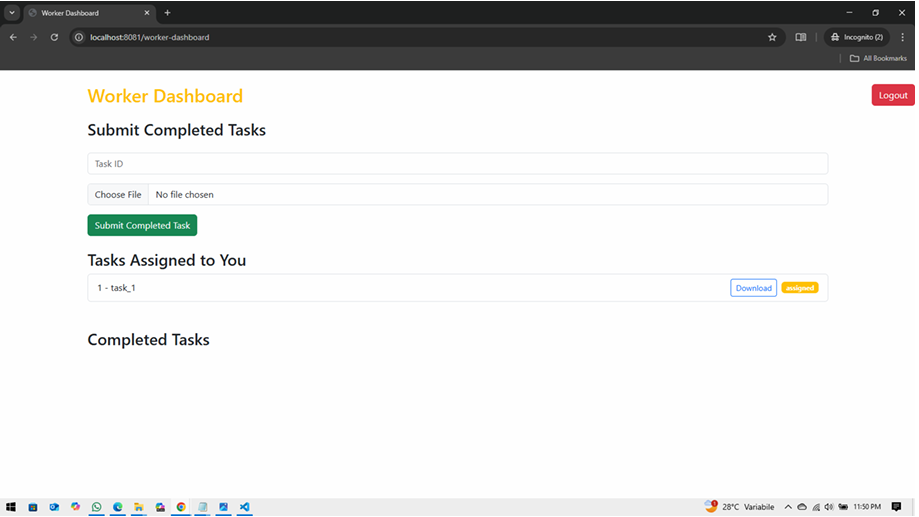 Worker Dashboard
localhost:8081/worker-dashboard
Incognito (2)
All Bookmarks
Worker Dashboard
Logout
Submit Completed Tasks
Task ID
Choose File No file chosen
Submit Completed Task
Tasks Assigned to You
1 - task_1 Download assigned
Completed Tasks
28°C Variabile 11:50 PM